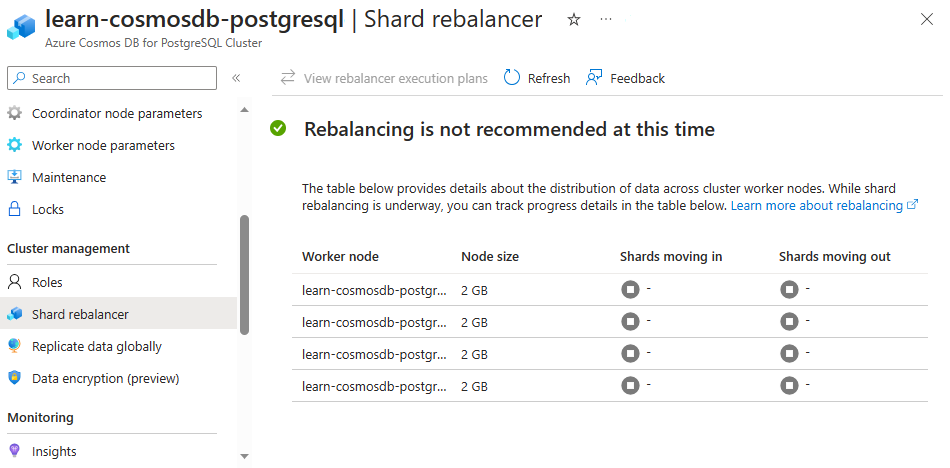 learn-cosmosdb-postgresql | Shard rebalancer
Azure Cosmos DB for PostgreSQL Cluster
Search
View rebalancer execution plans Refresh Feedback
Coordinator node parameters
Worker node parameters
Maintenance
Locks
Cluster management
Roles
Shard rebalancer
Replicate data globally
Data encryption (preview)
Monitoring
Insights
Rebalancing is not recommended at this time
The table below provides details about the distribution of data across cluster worker nodes. While shard
rebalancing is underway, you can track progress details in the table below. Learn more about rebalancing
Worker node Node size Shards moving in Shards moving out
learn-cosmosdb-postgr... 2 GB - -
learn-cosmosdb-postgr... 2 GB - -
learn-cosmosdb-postgr... 2 GB - -
learn-cosmosdb-postgr... 2 GB - -